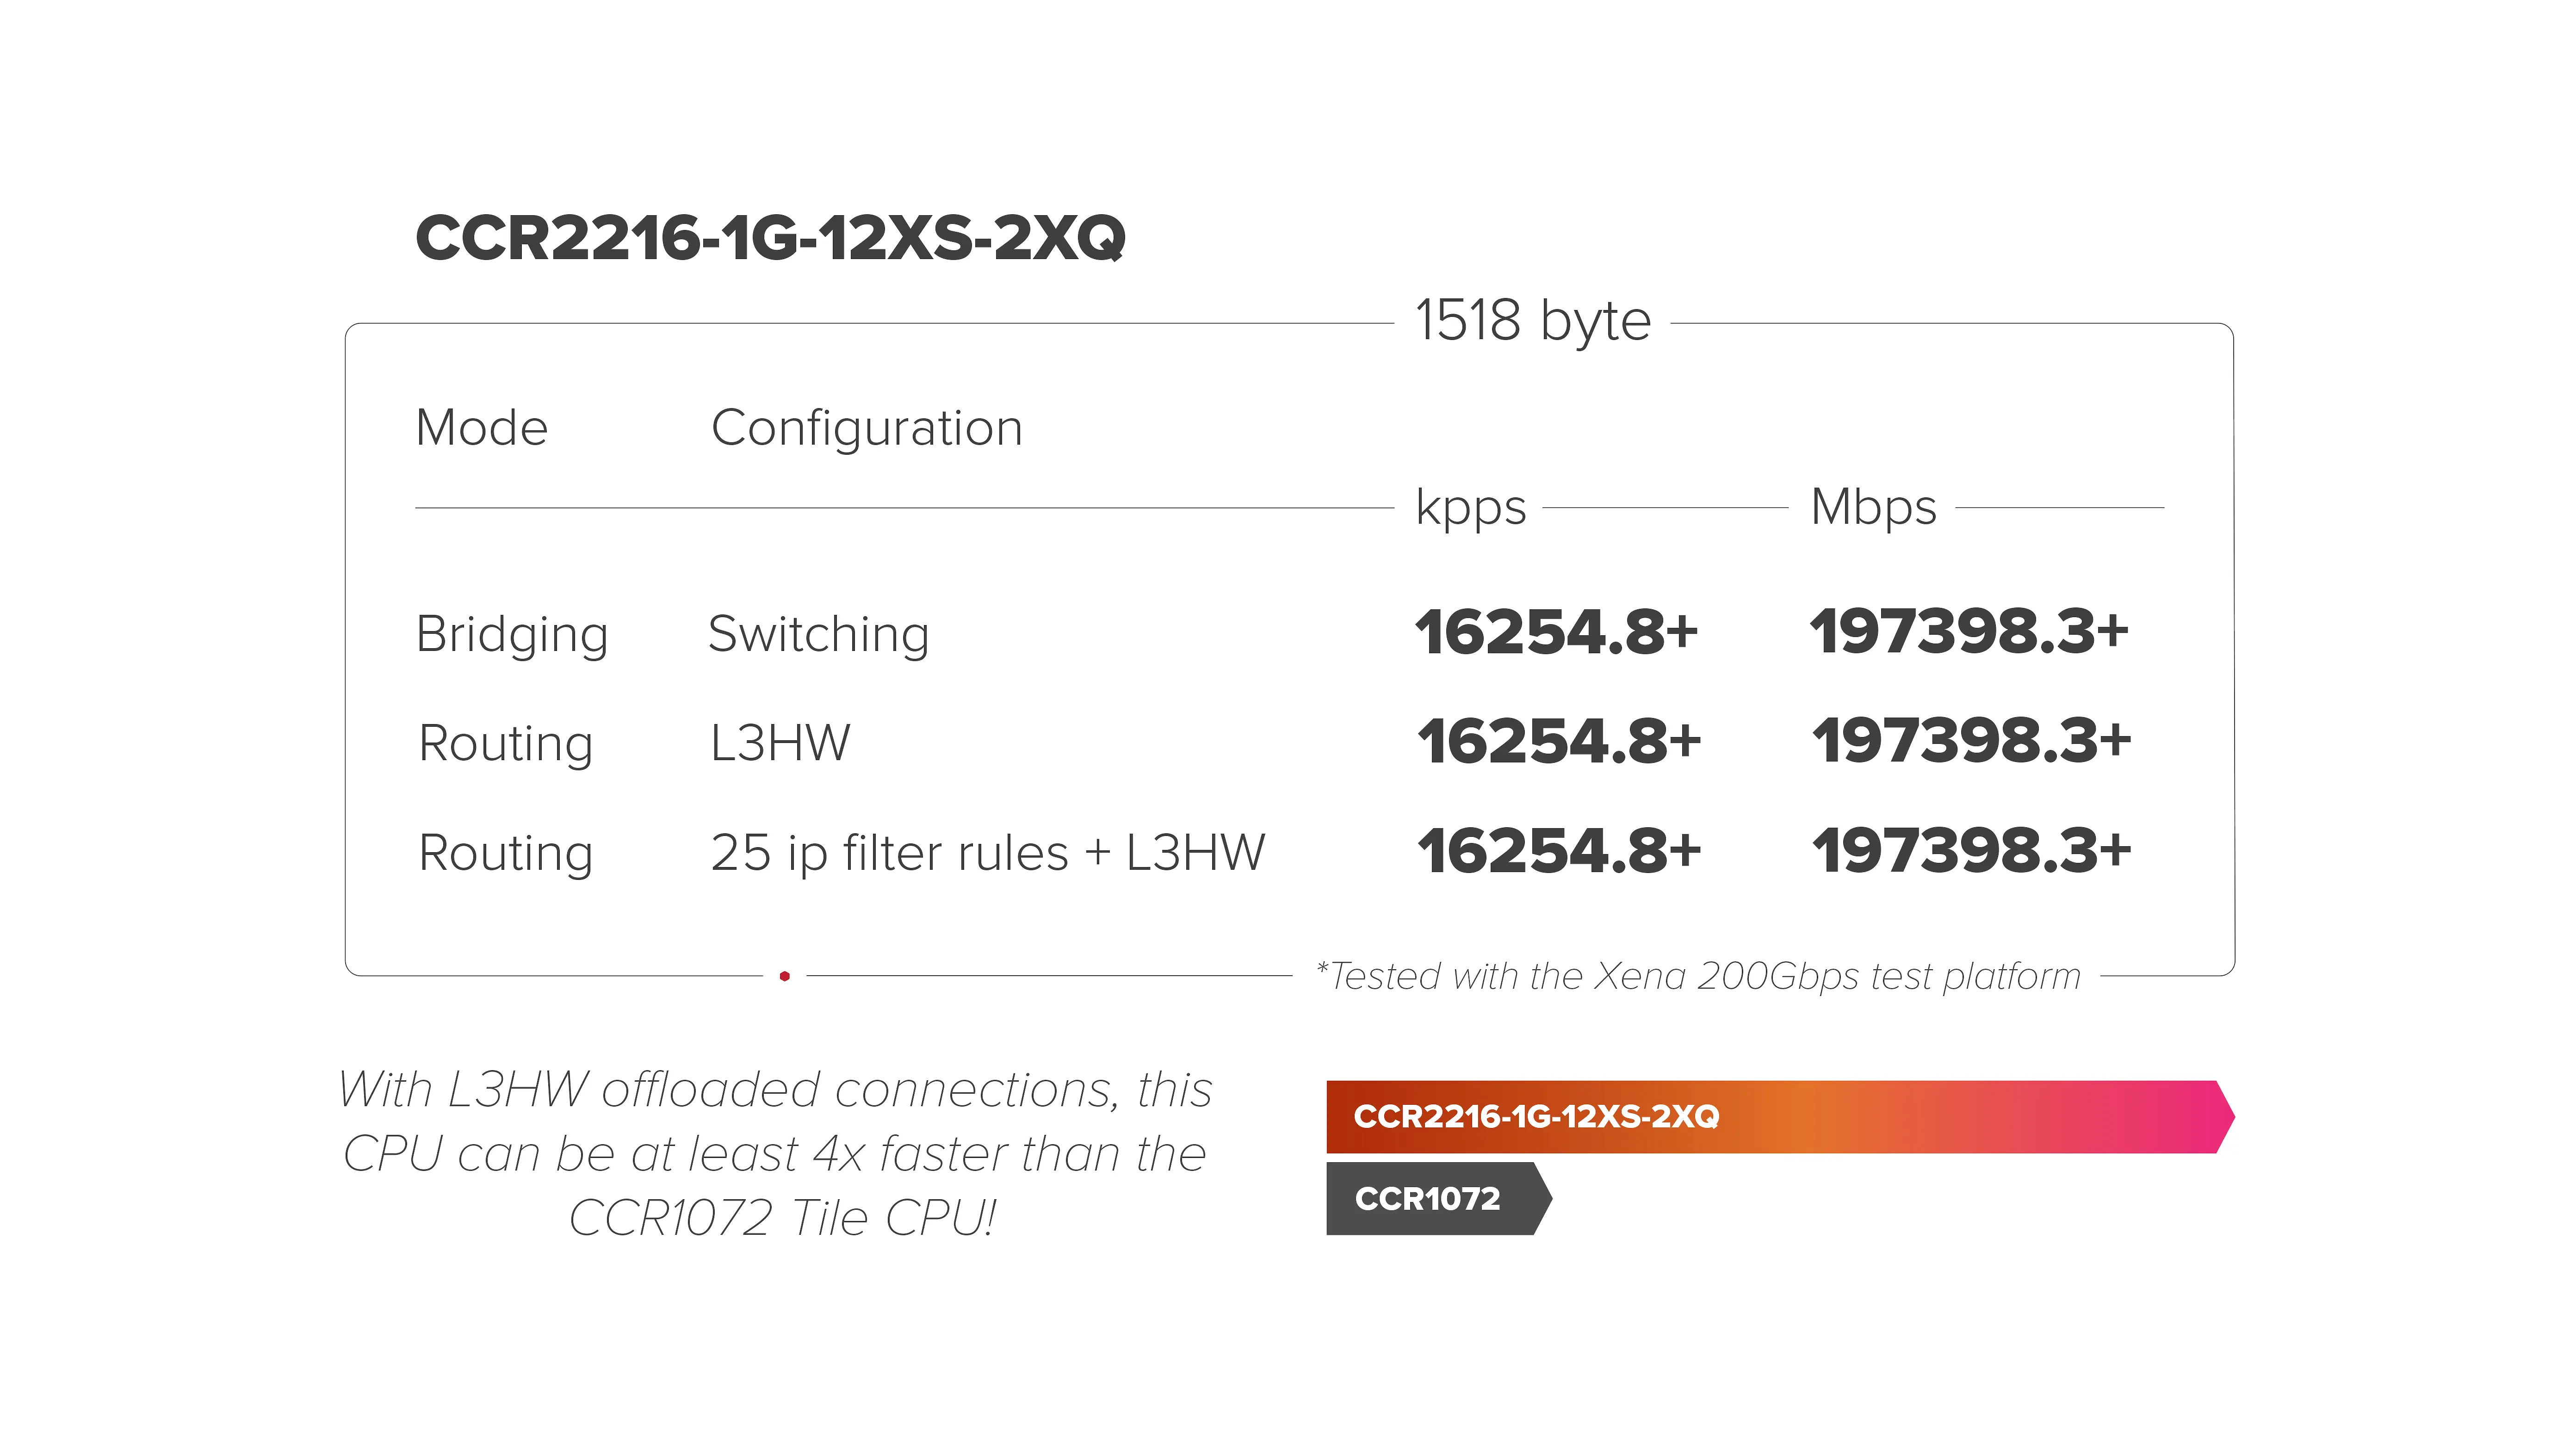 CCR2216-1G-12XS-2XQ
1518 byte
Mode Configuration
kpps Mbps
Bridging Switching 16254.8+ 197398.3+
Routing L3HW 16254.8+ 197398.3+
Routing 25 ip filter rules + L3HW 16254.8+ 197398.3+
*Tested with the Xena 200Gbps test platform
With L3HW offloaded connections, this
CPU can be at least 4x faster than the
CCR1072 Tile CPU!
CCR2216-1G-12XS-2XQ
CCR1072